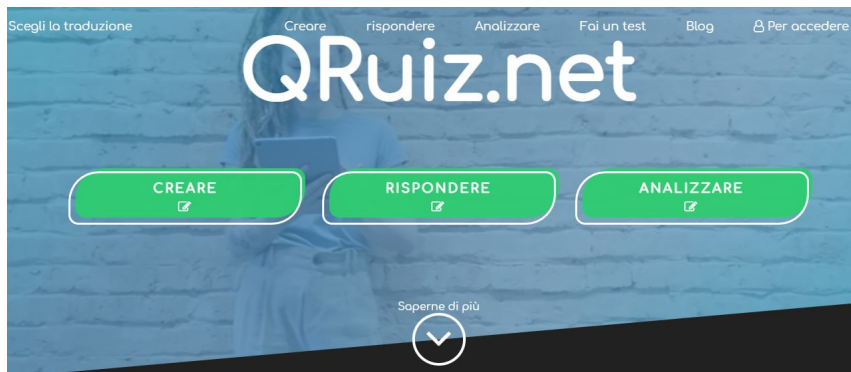 Scegli la traduzione Creare rispondere Analizzare Fai un test Blog Per accedere
QRuiz.net
CREARE RISPONDERE ANALIZZARE
Saperne di più